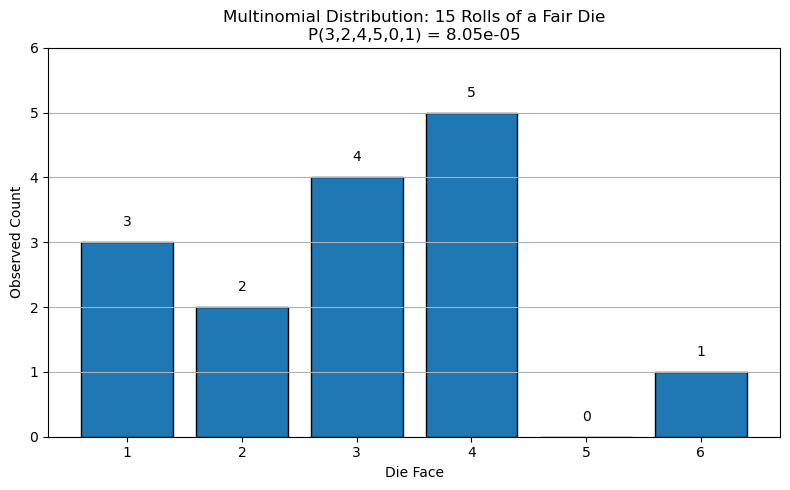 Multinomial Distribution: 15 Rolls of a Fair Die
P(3,2,4,5,0,1) = 8.05e-05
6
5
4
3
2
1
0
Observed Count
3
2
4
5
0
1
1 2 3 4 5 6
Die Face